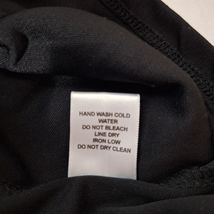 HAND WASH COLD
WATER
DO NOT BLEACH
LINE DRY
IRON LOW
DO NOT DRY CLEAN